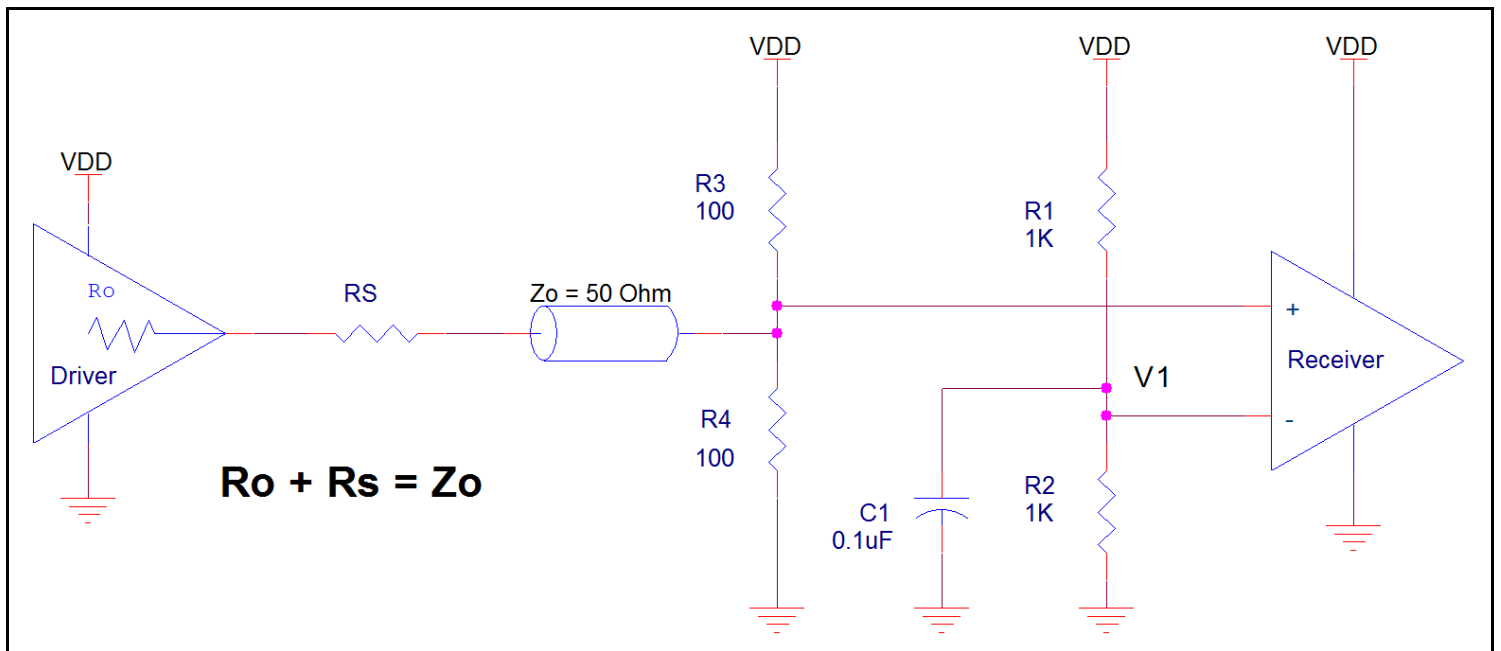 VDD
VDD
VDD
VDD
R3
100
R1
1K
Ro
RS
Zo = 50 Ohm
+
Driver
Receiver
V1
R4
100
-
Ro + Rs = Zo
C1
0.1uF
R2
1K